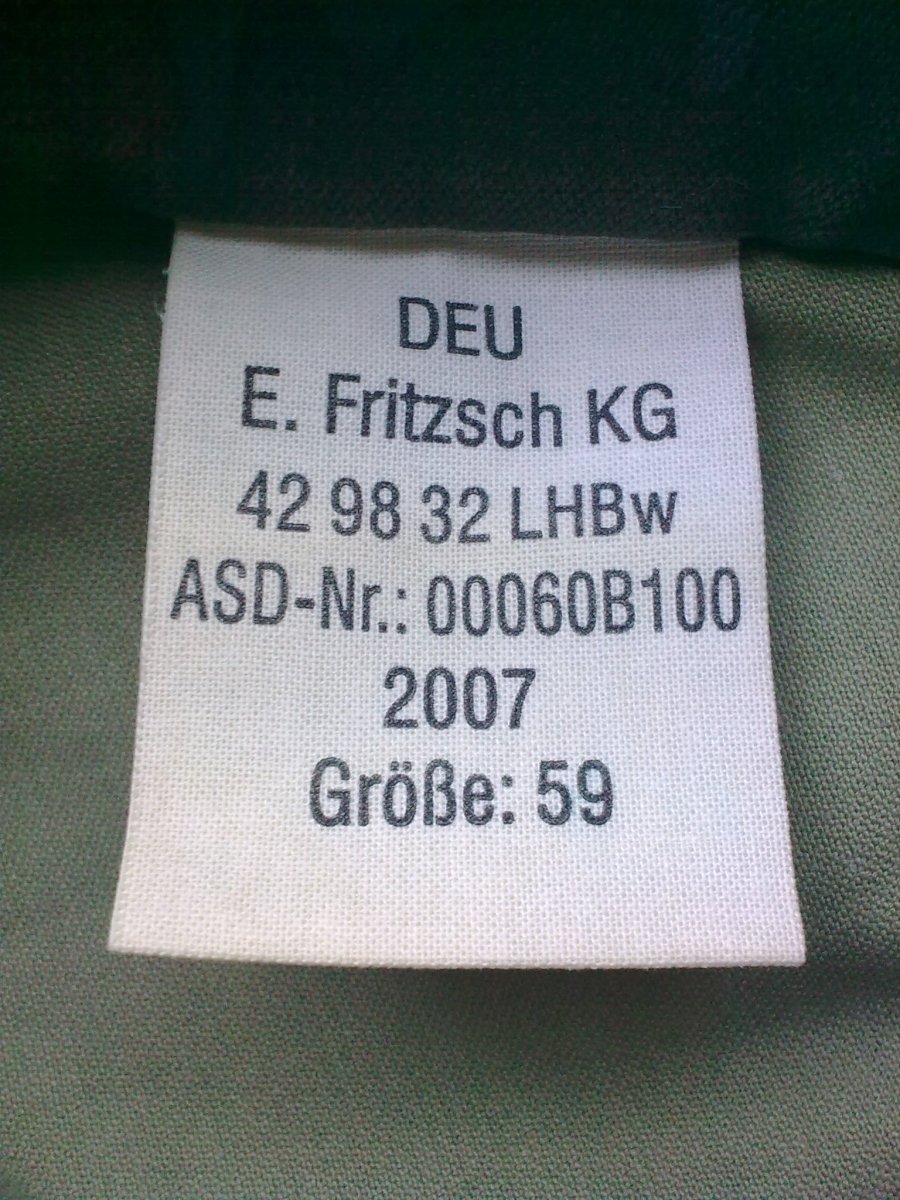 DEU
E. Fritzsch KG
42 98 32 LHBw
ASD-Nr.: 00060B100
2007
Größe: 59